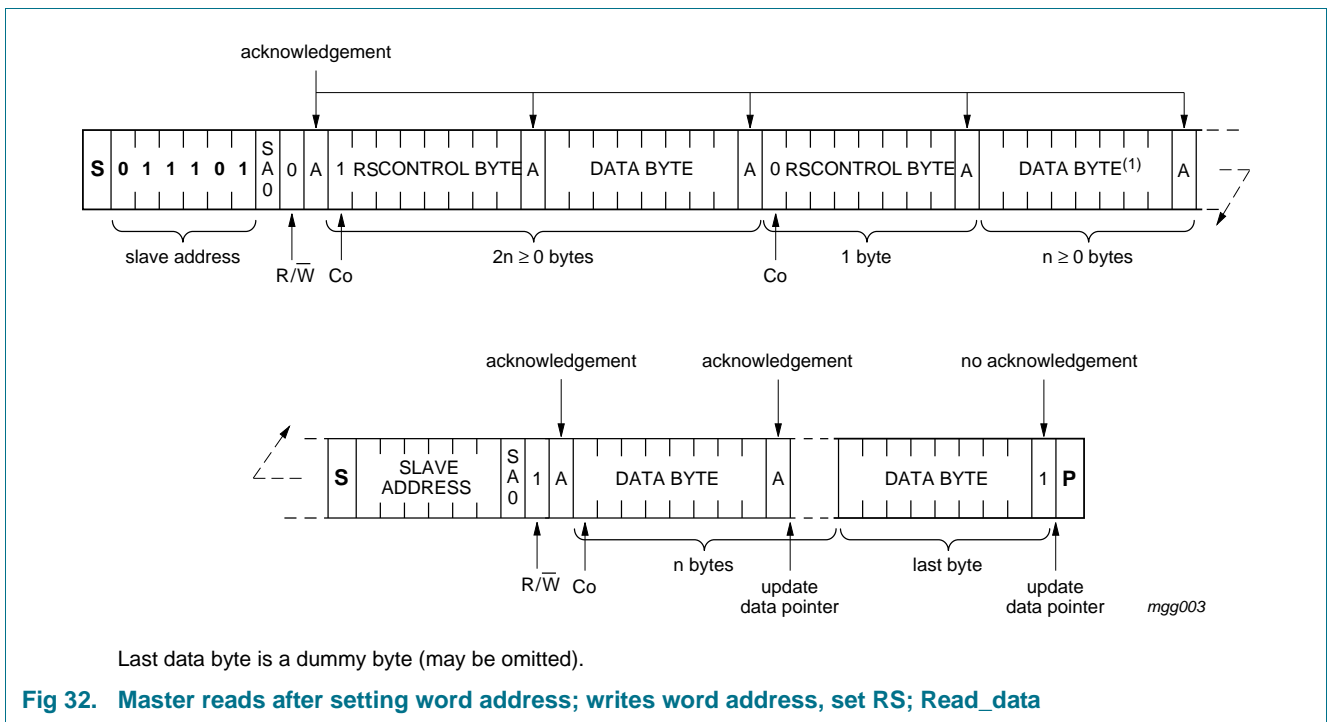 acknowledgement
S 0 1 1 1 0 1 SA0 0 A 1 RS CONTROL BYTE A DATA BYTE A 0 RS CONTROL BYTE A DATA BYTE(1) A
slave address 2n ≥ 0 bytes 1 byte n ≥ 0 bytes
R/W̅ Co Co
acknowledgement acknowledgement no acknowledgement
S SLAVE ADDRESS SA0 1 A DATA BYTE A DATA BYTE 1 P
n bytes last byte
R/W̅ Co update data pointer update data pointer mgg003
Last data byte is a dummy byte (may be omitted).
Fig 32. Master reads after setting word address; writes word address, set RS; Read_data